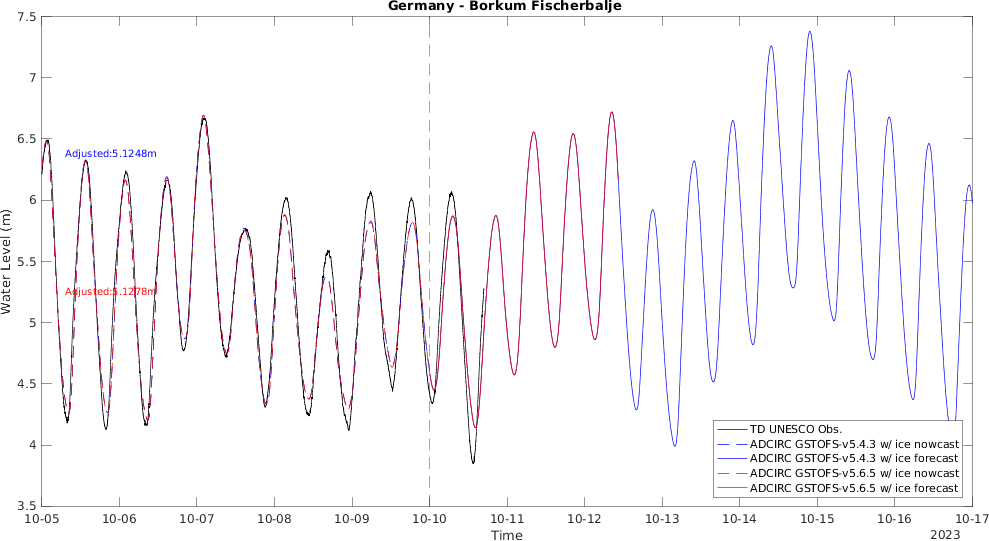 Germany - Borkum Fischerbalje
7.5
7
6.5
6
5.5
5
4.5
4
3.5
Water Level (m)
Adjusted:5.1248m
Adjusted:5.1278m
TD UNESCO Obs.
ADCIRC GSTOFS-v5.4.3 w/ ice nowcast
ADCIRC GSTOFS-v5.4.3 w/ ice forecast
ADCIRC GSTOFS-v5.6.5 w/ ice nowcast
ADCIRC GSTOFS-v5.6.5 w/ ice forecast
10-05 10-06 10-07 10-08 10-09 10-10 10-11 10-12 10-13 10-14 10-15 10-16 10-17
Time
2023